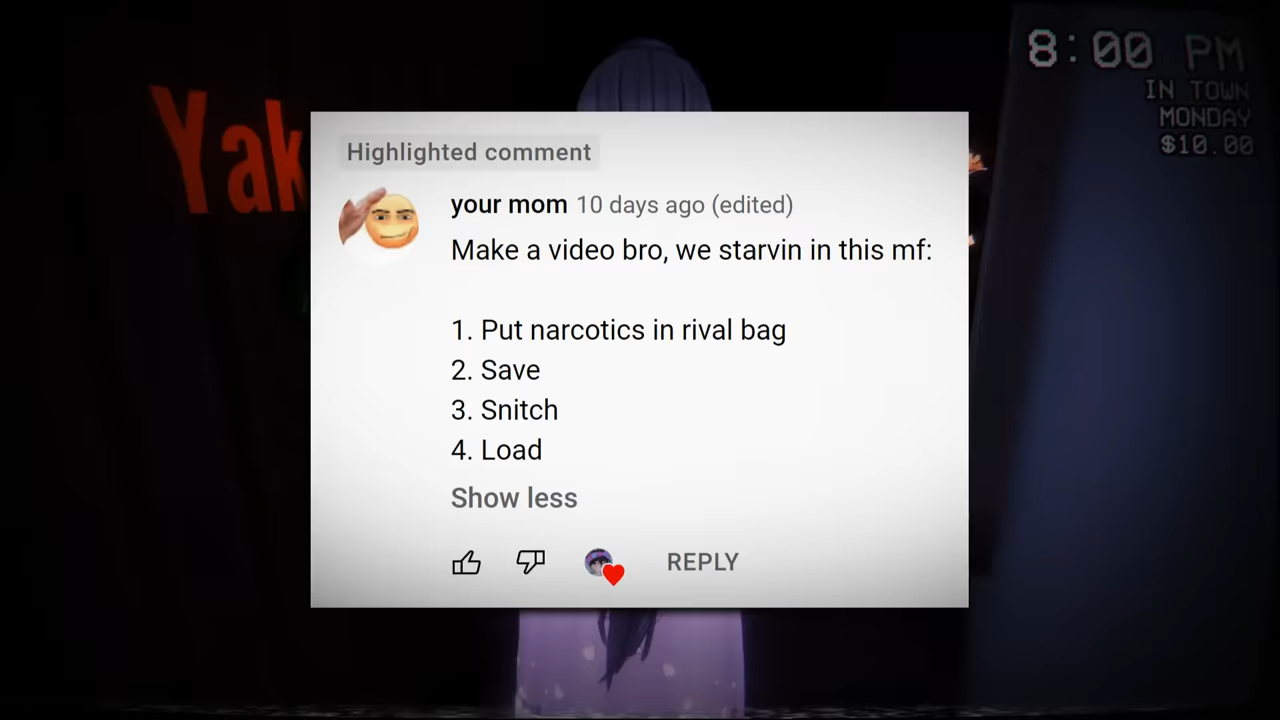 8:00 PM
IN TOWN
MONDAY
$10.00
Yak
Highlighted comment
your mom 10 days ago (edited)
Make a video bro, we starvin in this mf:
1. Put narcotics in rival bag
2. Save
3. Snitch
4. Load
Show less
REPLY